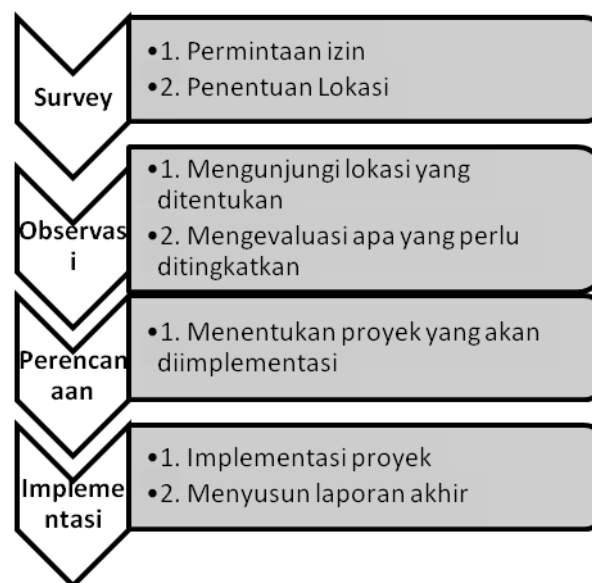 Survey
•1. Permintaan izin
•2. Penentuan Lokasi
Observas
i
•1. Mengunjungi lokasi yang
ditentukan
•2. Mengevaluasi apa yang perlu
ditingkatkan
Perencan
aan
•1. Menentukan proyek yang akan
diimplementasi
Impleme
ntasi
•1. Implementasi proyek
•2. Menyusun laporan akhir